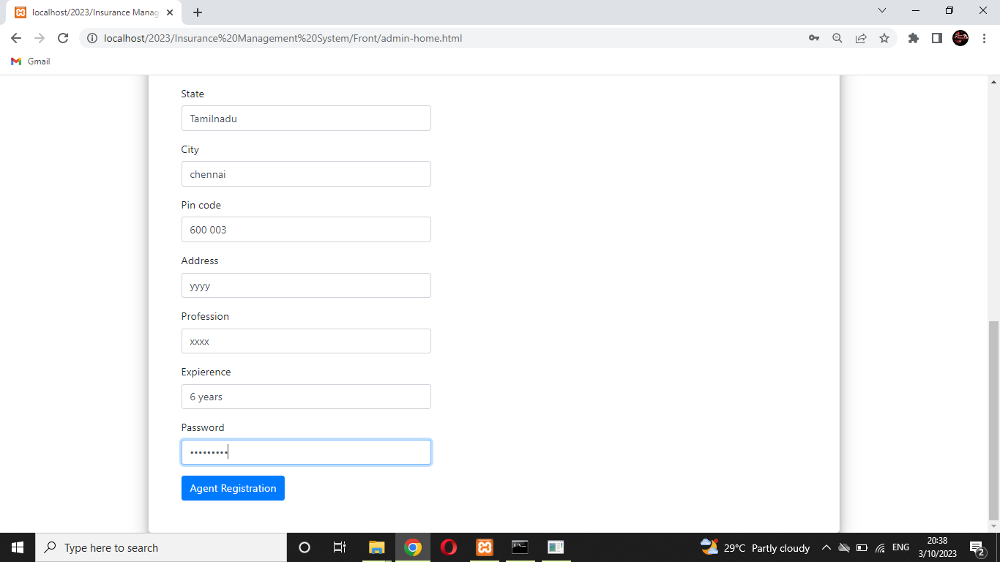 localhost/2023/Insurance Manag
localhost/2023/Insurance%20Management%20System/Front/admin-home.html
Gmail
State
Tamilnadu
City
chennai
Pin code
600 003
Address
yyyy
Profession
xxxx
Expierence
6 years
Password
•••••••••
Agent Registration
Type here to search
29°C Partly cloudy
ENG
20:38
3/10/2023
2